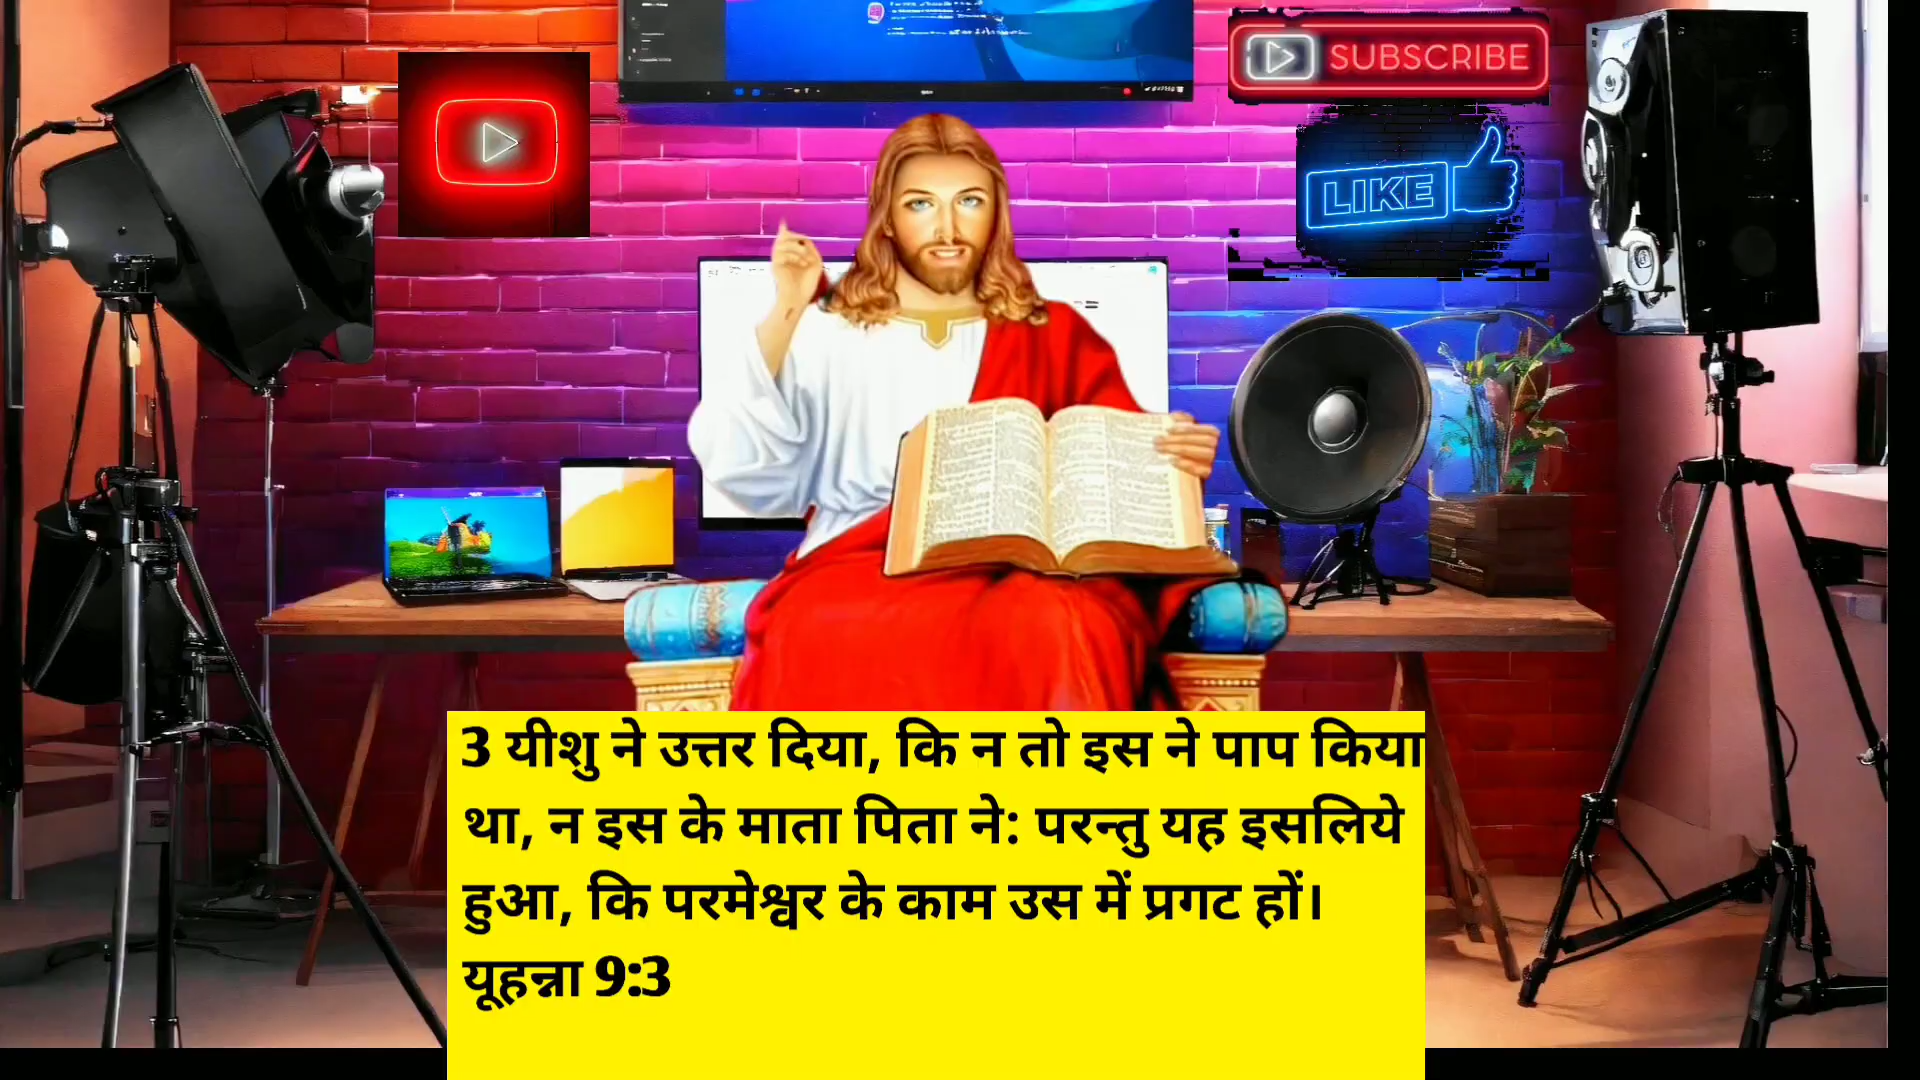 SUBSCRIBE
LIKE
3 यीशु ने उत्तर दिया, कि न तो इस ने पाप किया
था, न इस के माता पिता ने: परन्तु यह इसलिये
हुआ, कि परमेश्वर के काम उस में प्रगट हों।
यूहन्ना 9:3